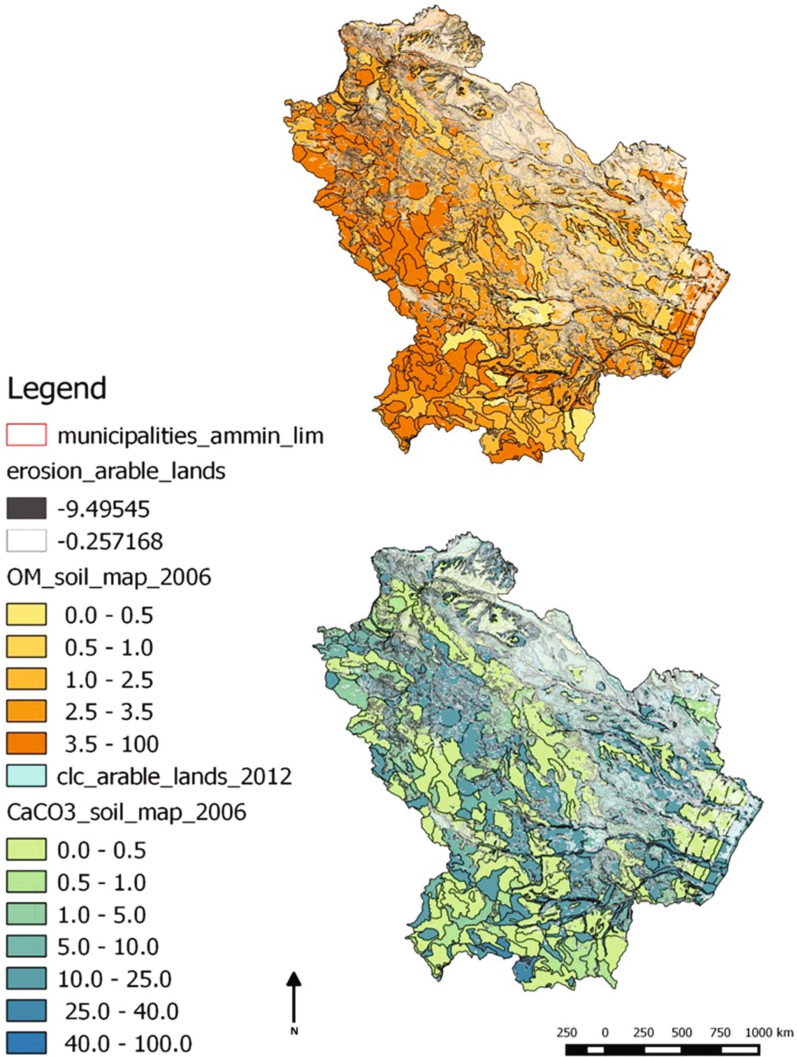 Legend
municipalities_ammin_lim
erosion_arable_lands
-9.49545
-0.257168
OM_soil_map_2006
0.0 - 0.5
0.5 - 1.0
1.0 - 2.5
2.5 - 3.5
3.5 - 100
clc_arable_lands_2012
CaCO3_soil_map_2006
0.0 - 0.5
0.5 - 1.0
1.0 - 5.0
5.0 - 10.0
10.0 - 25.0
25.0 - 40.0
40.0 - 100.0
N
250 0 250 500 750 1000 km